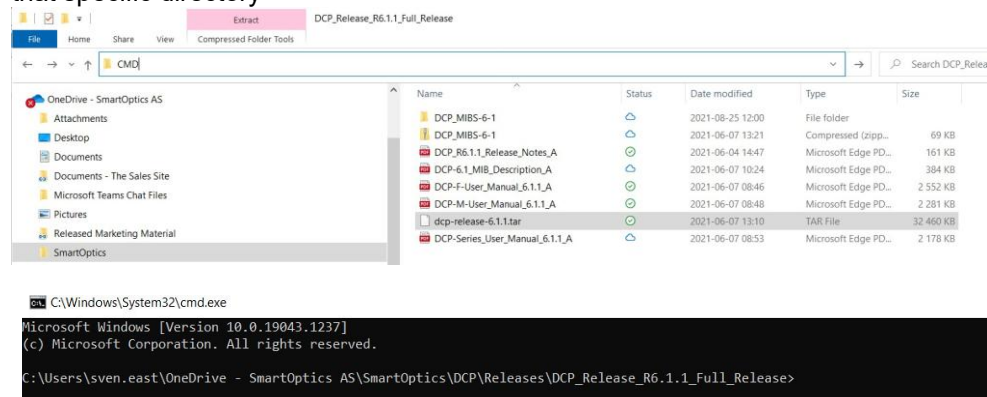 that specific directory
Extract DCP_Release_R6.1.1_Full_Release
File Home Share View Compressed Folder Tools
CMD Search DCP_Relea
OneDrive - SmartOptics AS
Attachments
Desktop
Documents
Documents - The Sales Site
Microsoft Teams Chat Files
Pictures
Released Marketing Material
SmartOptics
Name Status Date modified Type Size
DCP_MIBS-6-1 2021-08-25 12:00 File folder
DCP_MIBS-6-1 2021-06-07 13:21 Compressed (zipp... 69 KB
DCP_R6.1.1_Release_Notes_A 2021-06-04 14:47 Microsoft Edge PD... 161 KB
DCP-6.1_MIB_Description_A 2021-06-07 10:24 Microsoft Edge PD... 384 KB
DCP-F-User_Manual_6.1.1_A 2021-06-07 08:46 Microsoft Edge PD... 2 552 KB
DCP-M-User_Manual_6.1.1_A 2021-06-07 08:48 Microsoft Edge PD... 2 281 KB
dcp-release-6.1.1.tar 2021-06-07 13:10 TAR File 32 460 KB
DCP-Series_User_Manual_6.1.1_A 2021-06-07 08:53 Microsoft Edge PD... 2 178 KB
C:\Windows\System32\cmd.exe
Microsoft Windows [Version 10.0.19043.1237]
(c) Microsoft Corporation. All rights reserved.
C:\Users\sven.east\OneDrive - SmartOptics AS\SmartOptics\DCP\Releases\DCP_Release_R6.1.1_Full_Release>